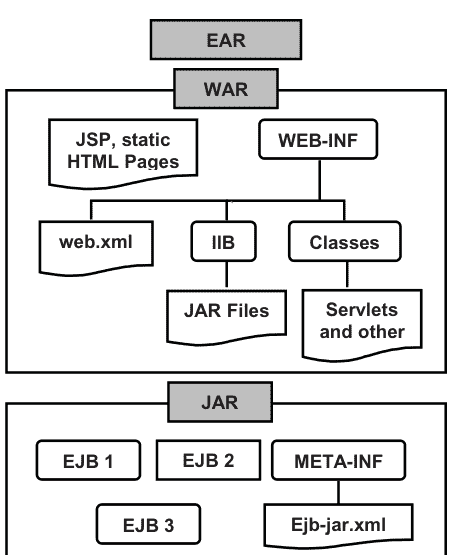 EAR
WAR
JSP, static
HTML Pages
WEB-INF
web.xml
IIB
Classes
JAR Files
Servlets
and other
JAR
EJB 1
EJB 2
META-INF
EJB 3
Ejb-jar.xml